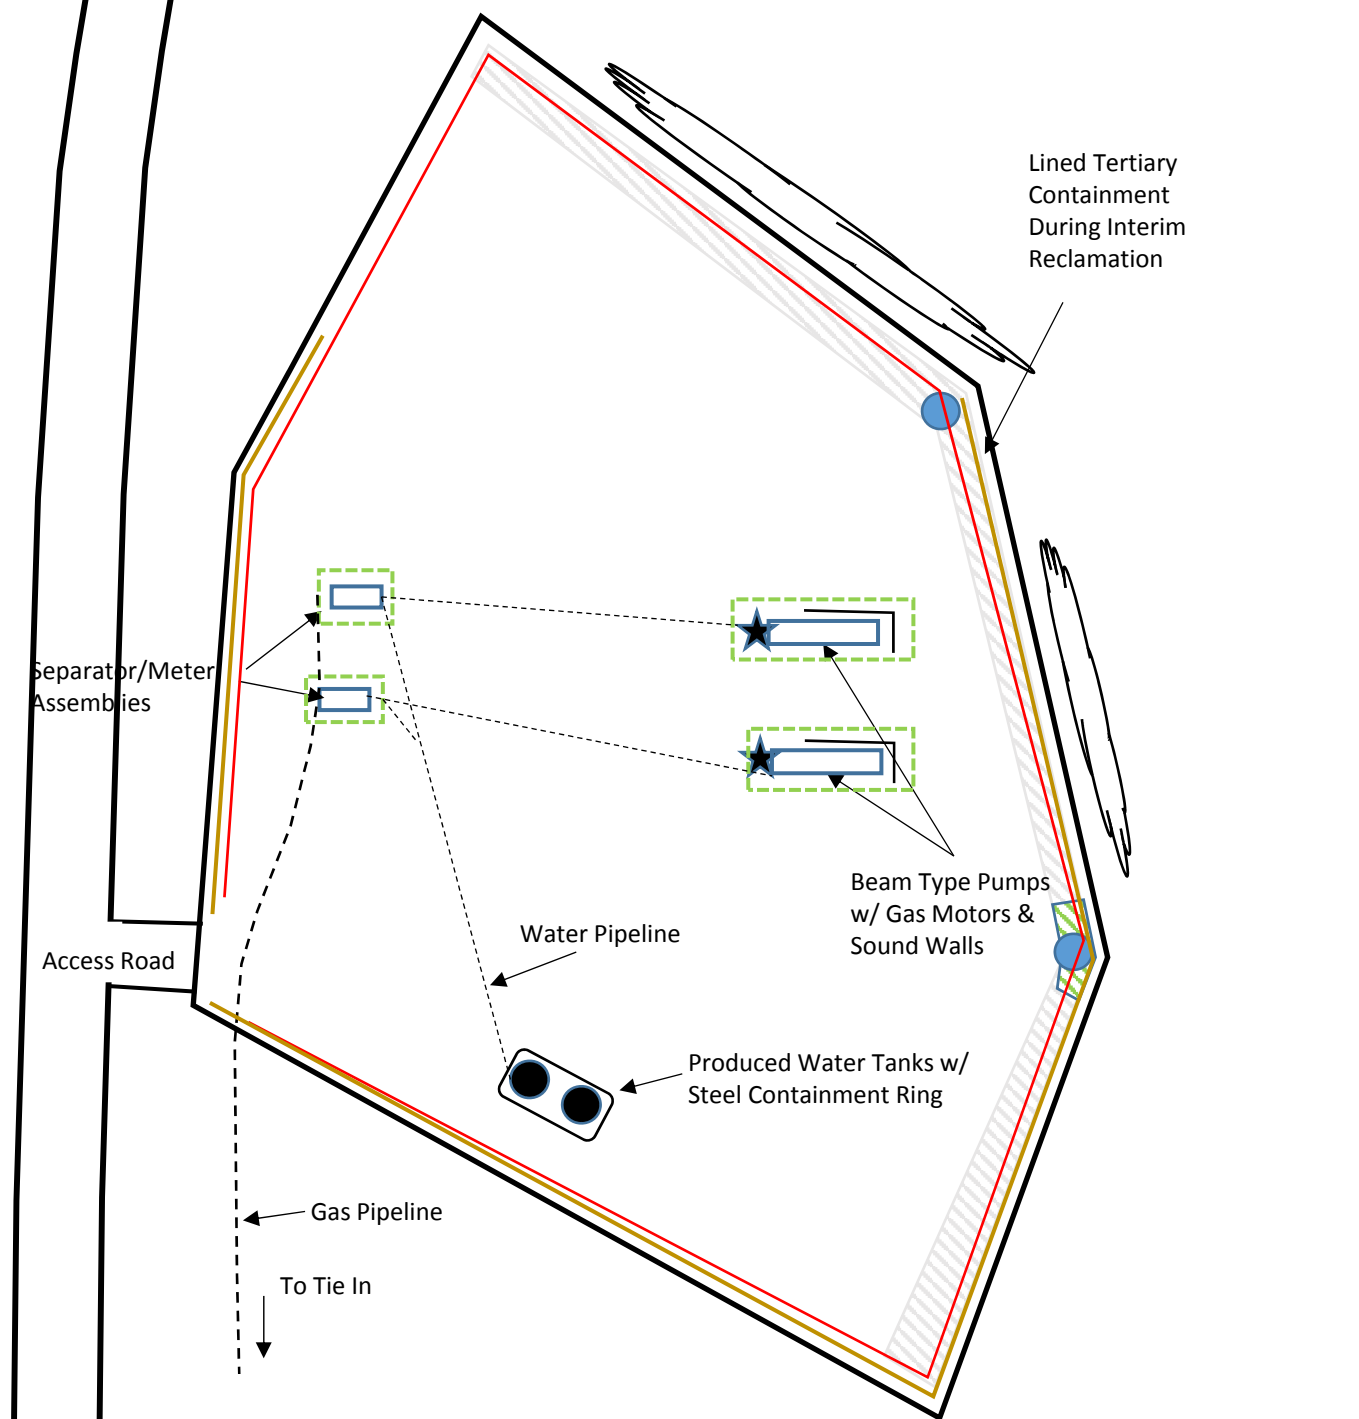 Lined Tertiary
Containment
During Interim
Reclamation
Separator/Meter
Assemblies
Beam Type Pumps
w/ Gas Motors &
Sound Walls
Water Pipeline
Access Road
Produced Water Tanks w/
Steel Containment Ring
Gas Pipeline
To Tie In